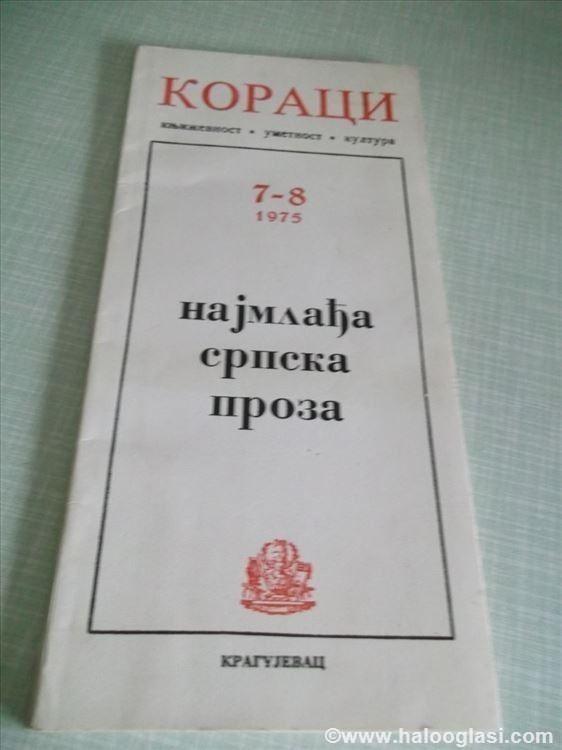 КОРАЦИ
књижевност • уметност • култура
7-8
1975
најмлађа
српска
проза
КРАГУЈЕВАЦ
©www.halooglasi.com